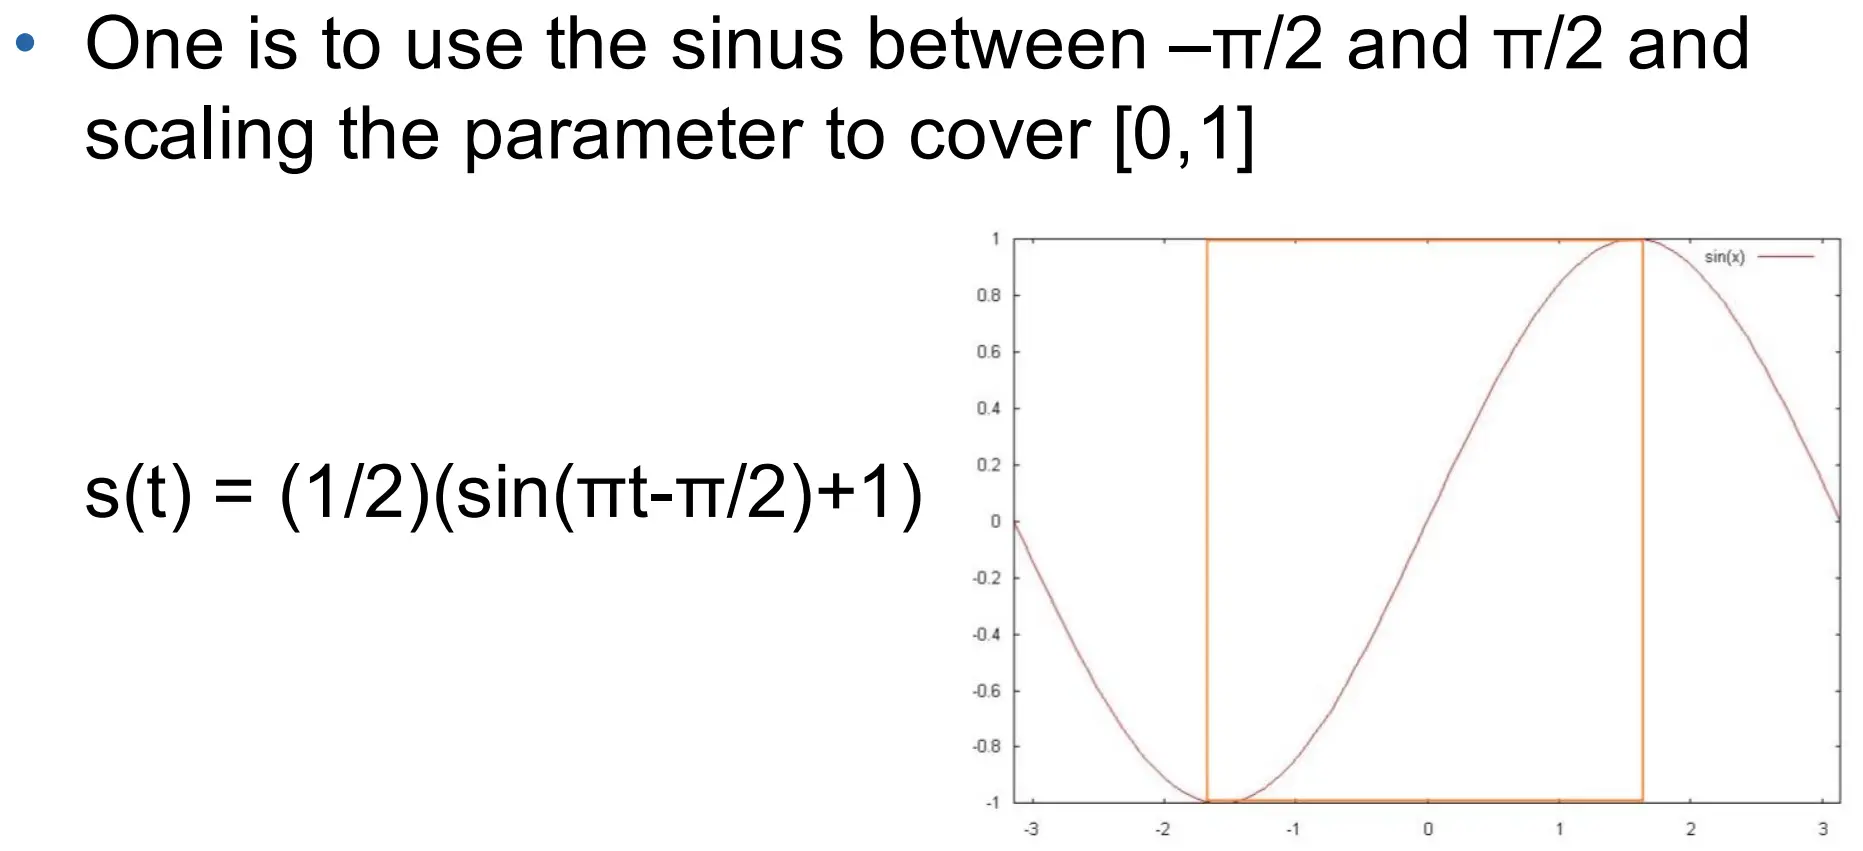 • One is to use the sinus between –π/2 and π/2 and
scaling the parameter to cover [0,1]
s(t) = (1/2)(sin(πt-π/2)+1)
sin(x)
1
0.8
0.6
0.4
0.2
0
-0.2
-0.4
-0.6
-0.8
-1
-3 -2 -1 0 1 2 3